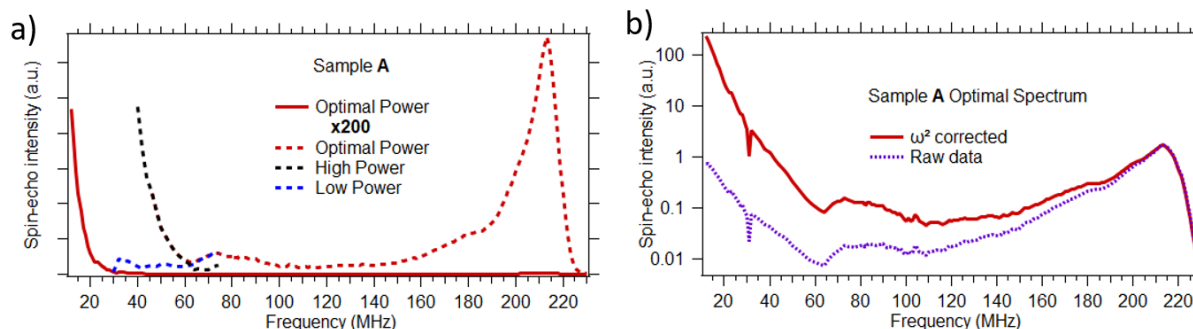 a)
Spin-echo intensity (a.u.)
Sample A
Optimal Power
x200
Optimal Power
High Power
Low Power
20 40 60 80 100 120 140 160 180 200 220
Frequency (MHz)
b)
Spin-echo intensity (a.u.)
100
10
1
0.1
0.01
Sample A Optimal Spectrum
ω² corrected
Raw data
20 40 60 80 100 120 140 160 180 200 220
Frequency (MHz)